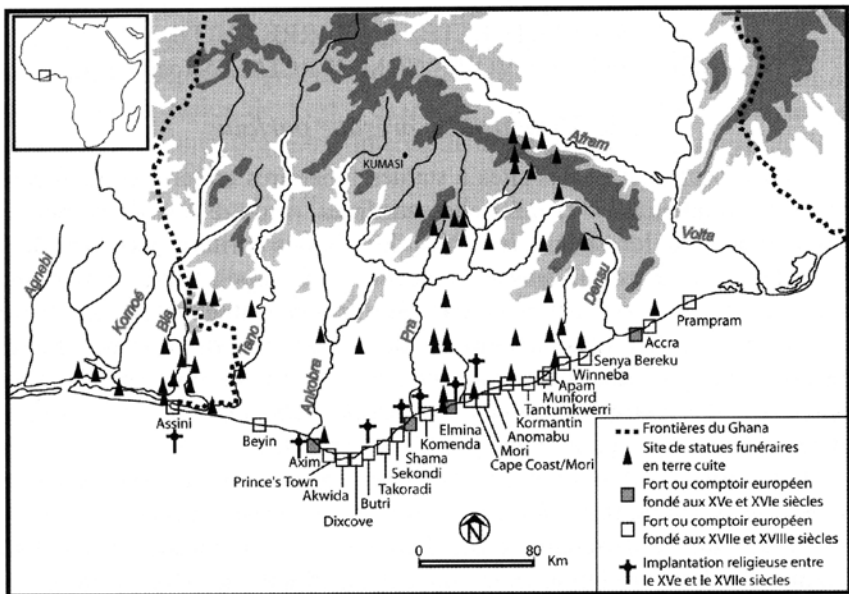 KUMASI
Afram
Volta
Agnebi
Komoé
Bia
Tano
Ankobra
Pra
Densu
Prampram
Accra
Senya Bereku
Winneba
Apam
Munford
Tantumkwerri
Kormantin
Anomabu
Mori
Cape Coast/Mori
Elmina
Komenda
Shama
Sekondi
Takoradi
Butri
Dixcove
Akwida
Prince's Town
Axim
Beyin
Assini
N
0 80
Km
Frontières du Ghana
Site de statues funéraires
en terre cuite
Fort ou comptoir européen
fondé aux XVe et XVIe siècles
Fort ou comptoir européen
fondé aux XVIIe et XVIIIe siècles
Implantation religieuse entre
le XVe et le XVIIe siècles